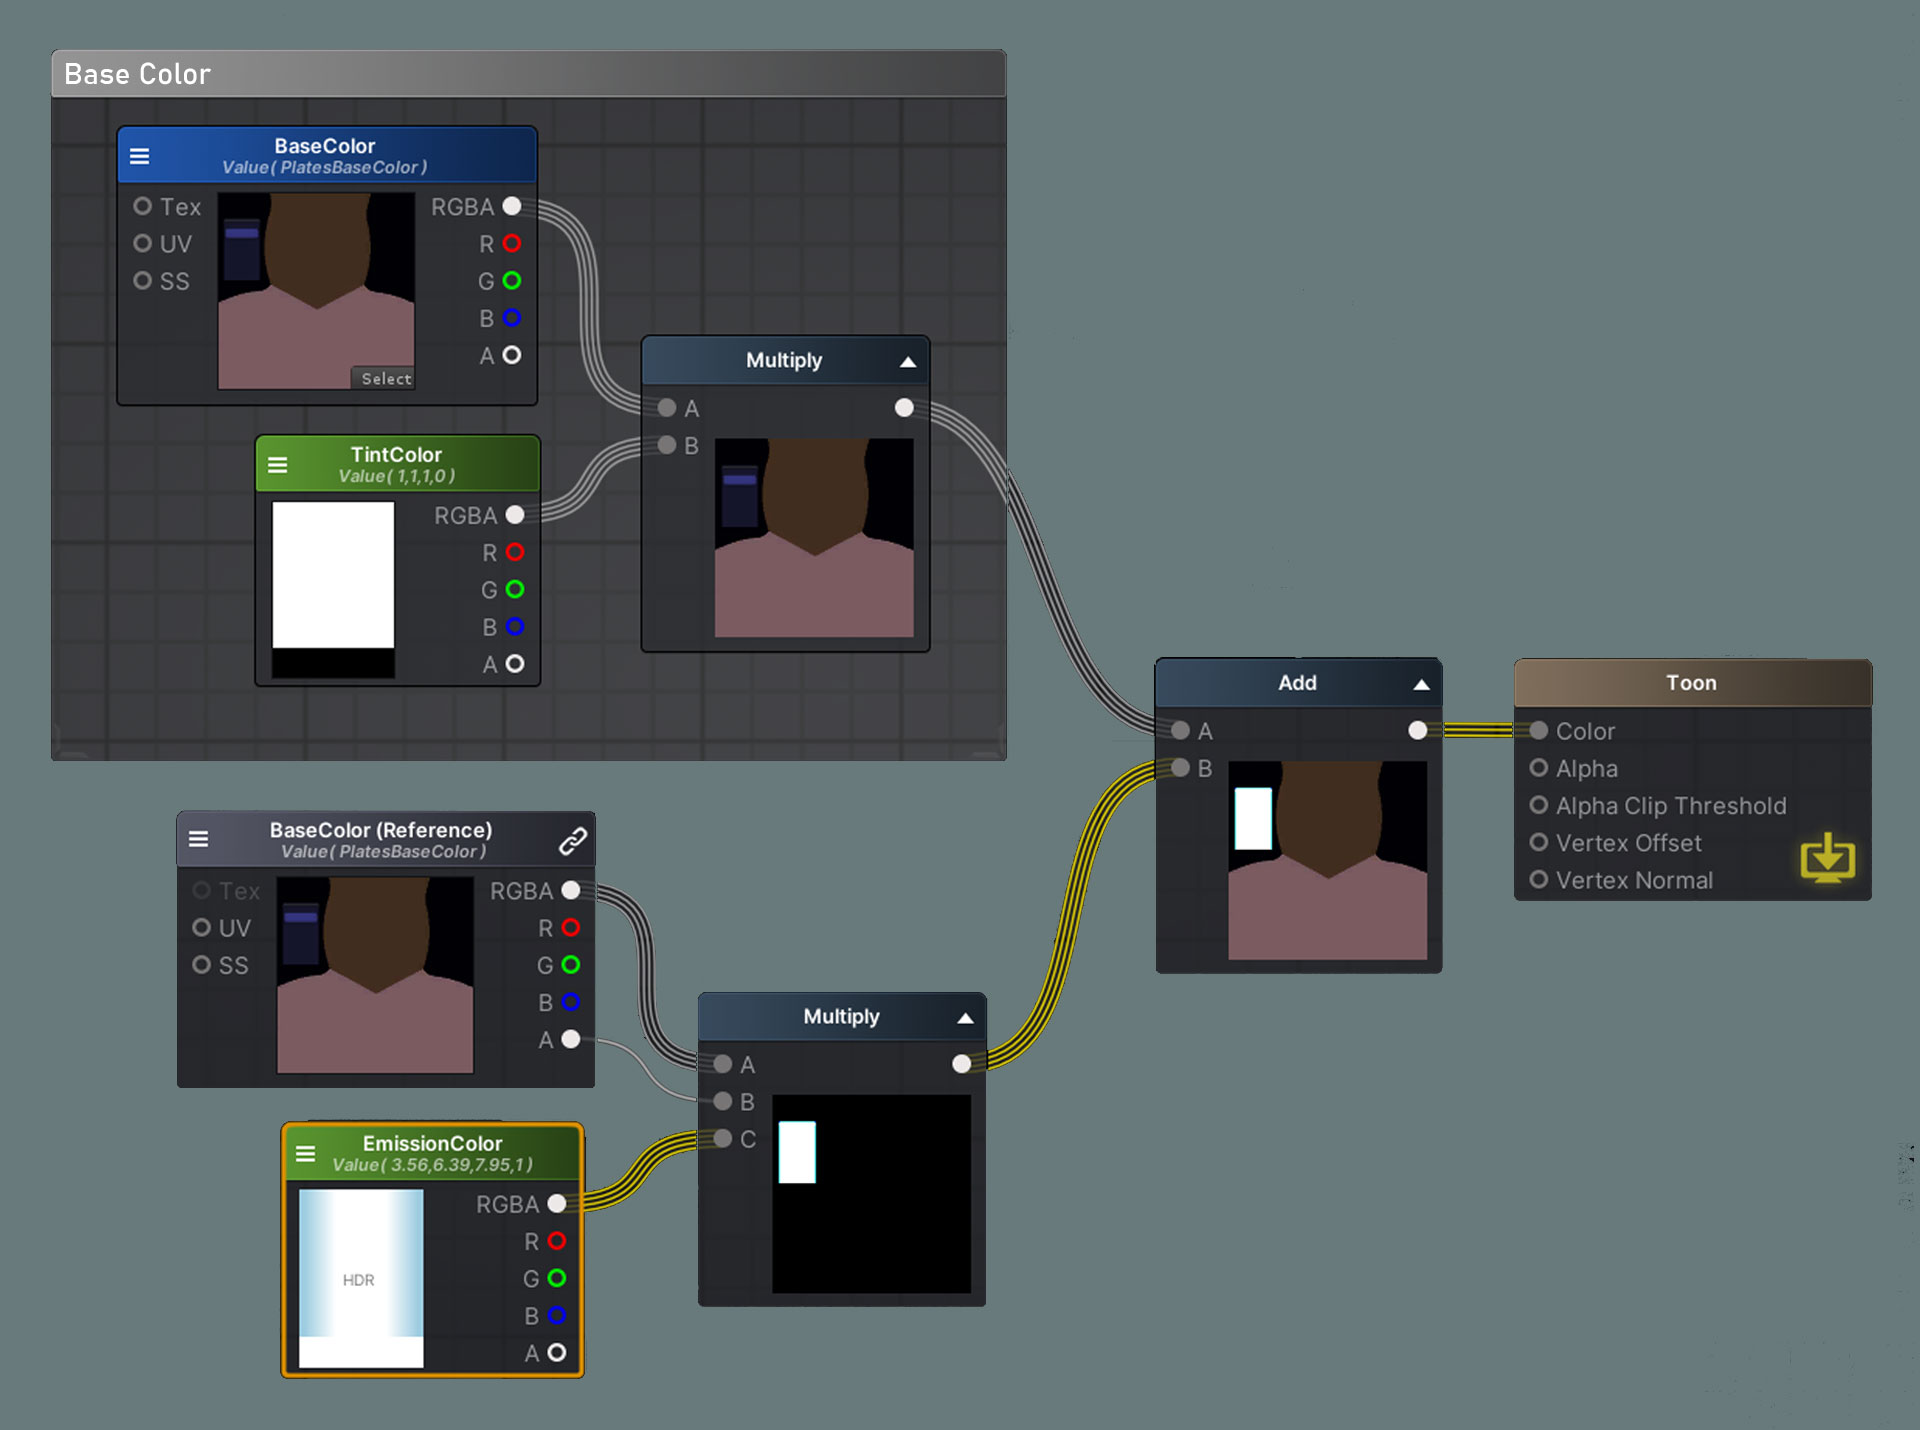 Base Color
BaseColor
Value( PlatesBaseColor )
Tex
UV
SS
RGBA
R
G
B
A
Select
TintColor
Value( 1,1,1,0 )
RGBA
R
G
B
A
Multiply
A
B
BaseColor (Reference)
Value( PlatesBaseColor )
Tex
UV
SS
RGBA
R
G
B
A
EmissionColor
Value( 3.56,6.39,7.95,1 )
HDR
RGBA
R
G
B
A
Multiply
A
B
C
Add
A
B
Toon
Color
Alpha
Alpha Clip Threshold
Vertex Offset
Vertex Normal